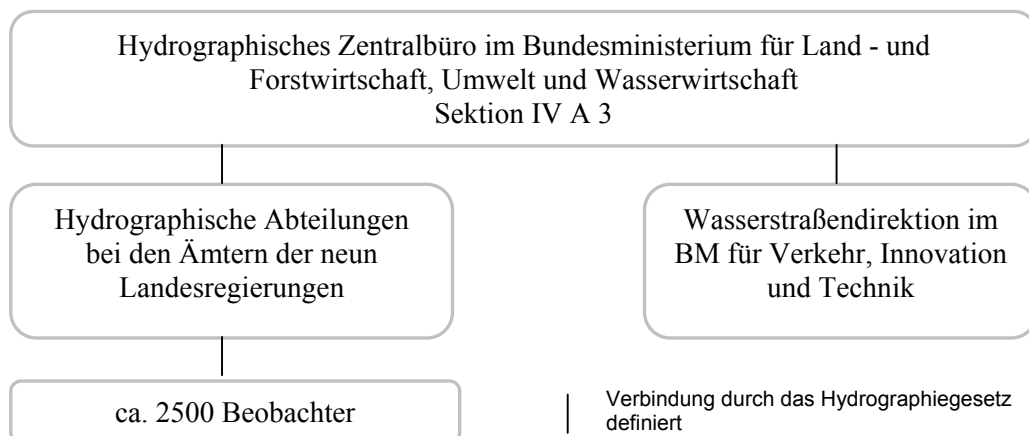 Hydrographisches Zentralbüro im Bundesministerium für Land - und
Forstwirtschaft, Umwelt und Wasserwirtschaft
Sektion IV A 3
Hydrographische Abteilungen
bei den Ämtern der neun
Landesregierungen
Wasserstraßendirektion im
BM für Verkehr, Innovation
und Technik
ca. 2500 Beobachter
Verbindung durch das Hydrographiegesetz
definiert